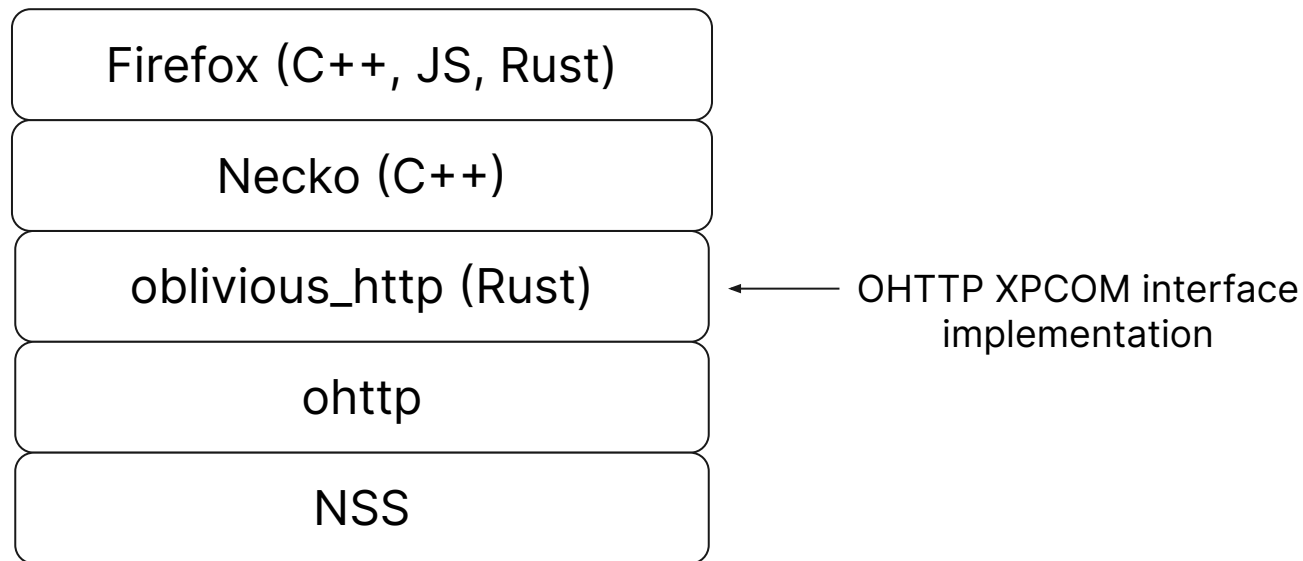 Firefox (C++, JS, Rust)
Necko (C++)
oblivious_http (Rust)
OHTTP XPCOM interface
implementation
ohttp
NSS